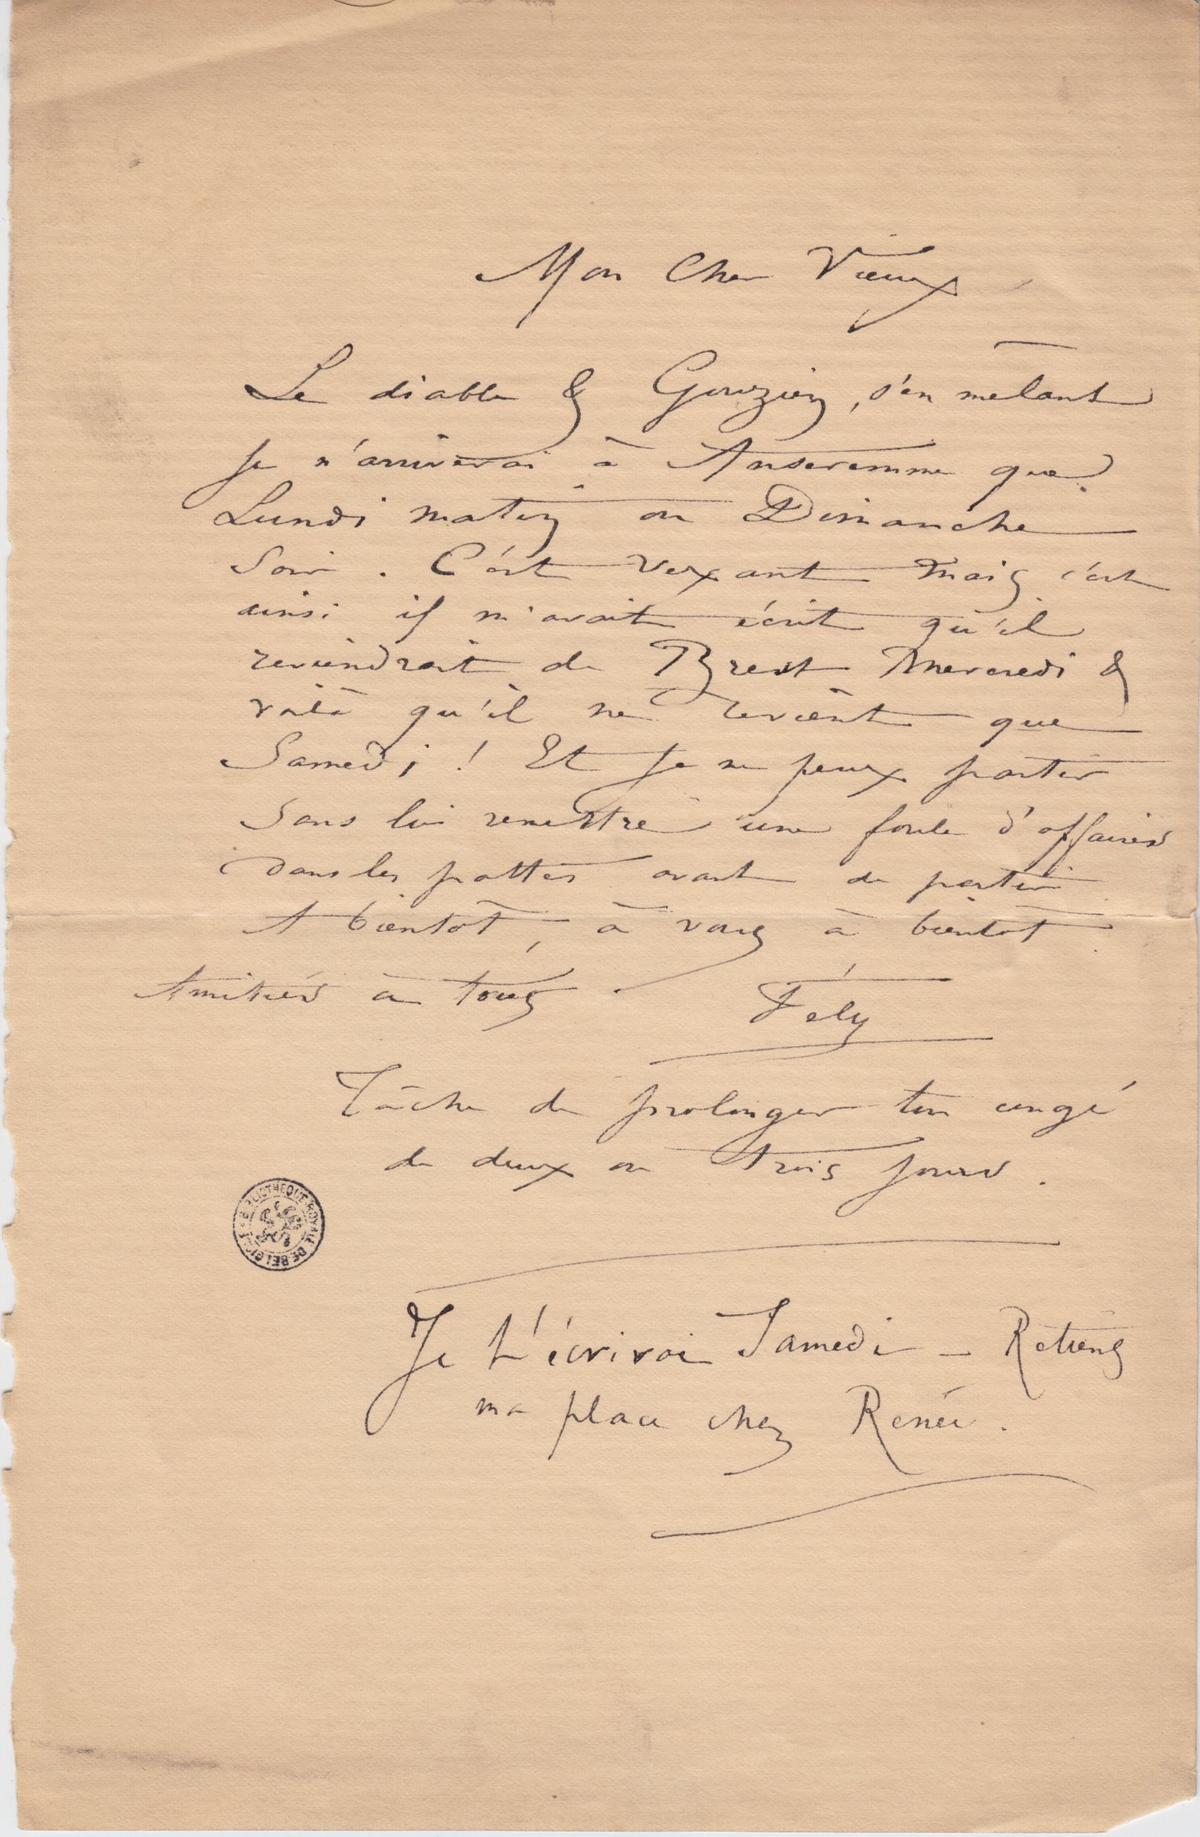 Mon Cher Vieux
Le diable & Gouzien, s'en mêlant
je n'arriverai à Anseremme que
Lundi matin ou Dimanche
Soir. C'est vexant mais c'est
ainsi il m'avait écrit qu'il
reviendrait de Brest Mercredi &
voilà qu'il ne revient que
Samedi ! Et je ne peux partir
sans lui remettre une foule d'affaires
dans les pattes avant de partir
A bientôt, à vous à bientôt
Amitiés à tous. Fély
Tâche de prolonger ton congé
de deux ou trois jours.
BIBLIOTHEQUE ROYALE DE BELGIQUE
Je t'écrirai Samedi – Retiens
ma place chez Renée.